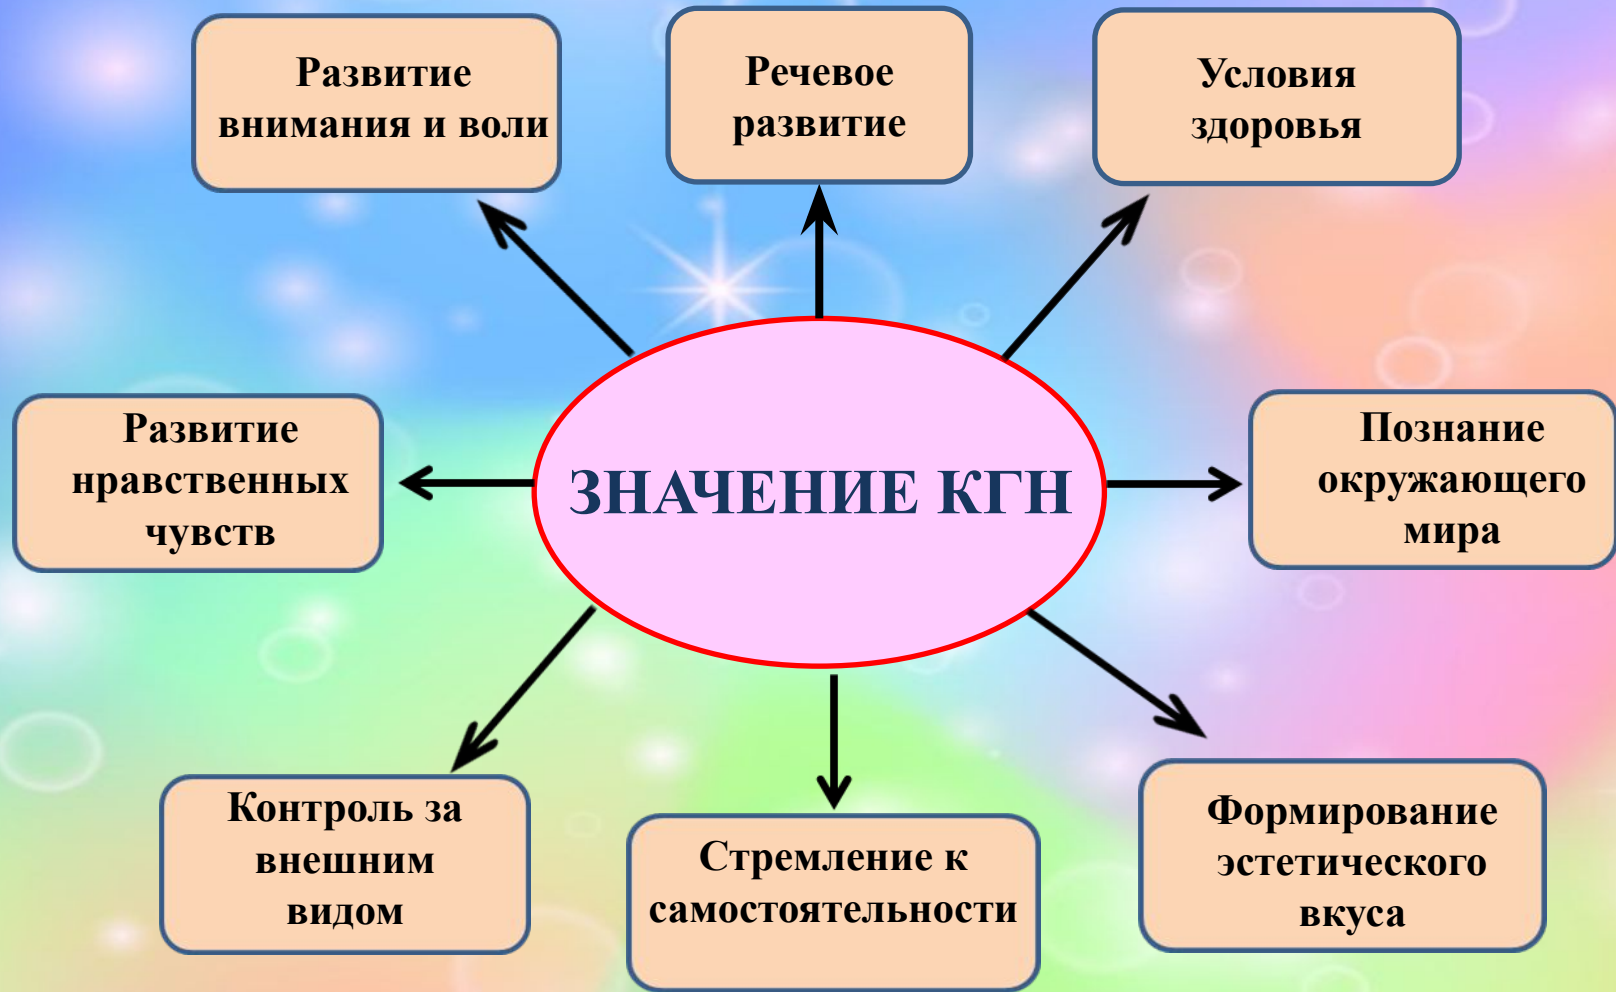 Развитие
внимания и воли
Речевое
развитие
Условия
здоровья
Развитие
нравственных
чувств
ЗНАЧЕНИЕ КГН
Познание
окружающего
мира
Контроль за
внешним
видом
Стремление к
самостоятельности
Формирование
эстетического
вкуса